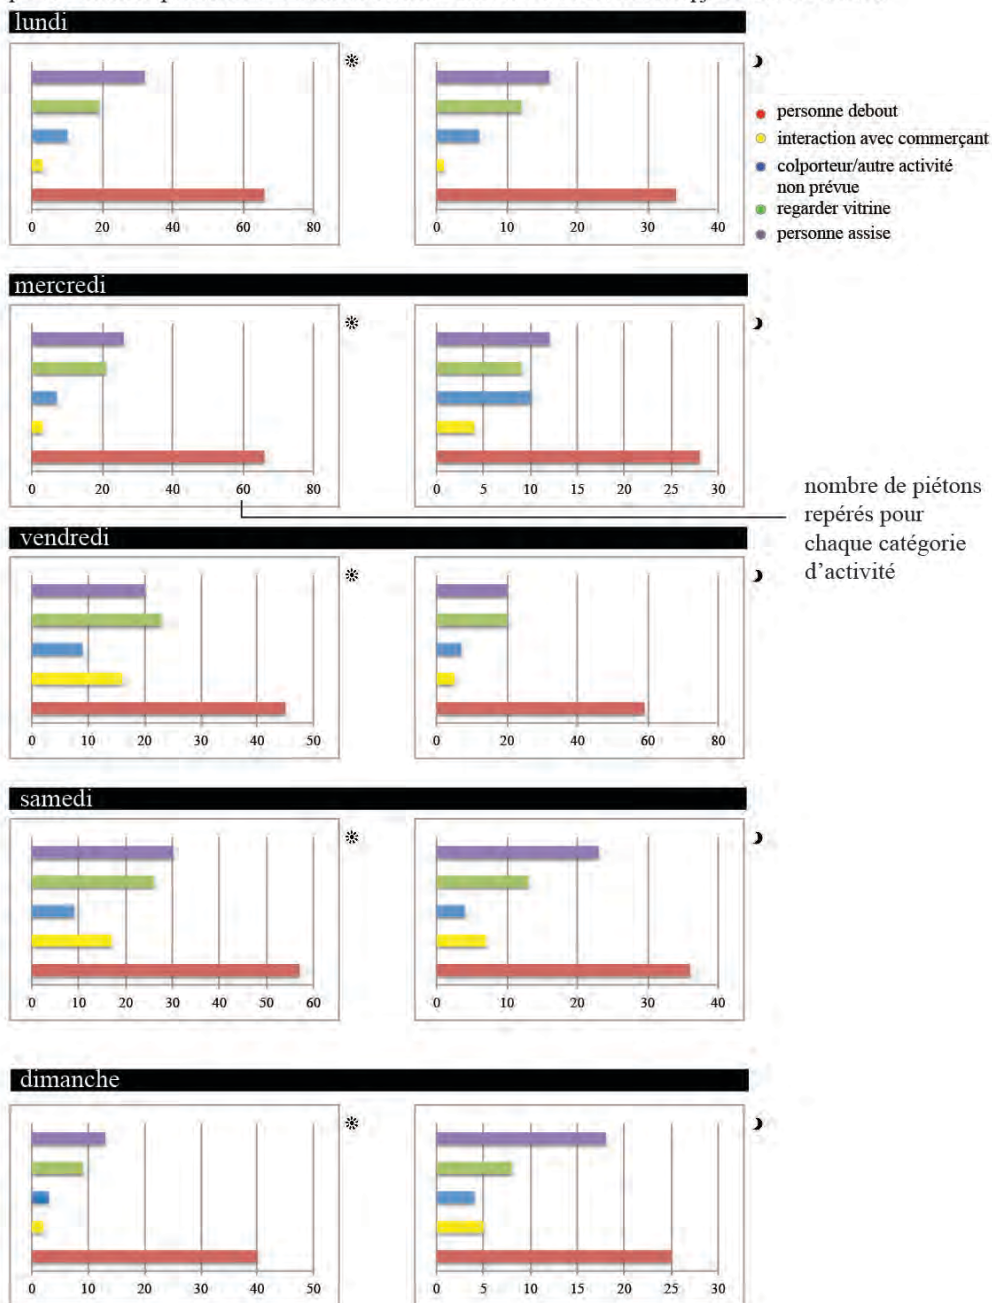 lundi
0 20 40 60 80
0 10 20 30 40
personne debout
interaction avec commerçant
colporteur/autre activité
non prévue
regarder vitrine
personne assise
mercredi
0 20 40 60 80
0 5 10 15 20 25 30
nombre de piétons
repérés pour
chaque catégorie
d’activité
vendredi
0 10 20 30 40 50
0 20 40 60 80
samedi
0 10 20 30 40 50 60
0 10 20 30 40
dimanche
0 10 20 30 40 50
0 5 10 15 20 25 30